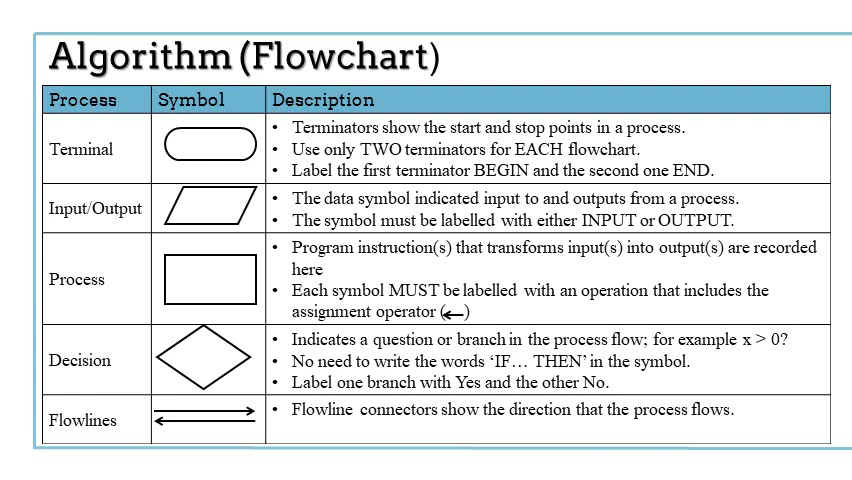 Algorithm (Flowchart)
Process Symbol Description
Terminal
• Terminators show the start and stop points in a process.
• Use only TWO terminators for EACH flowchart.
• Label the first terminator BEGIN and the second one END.
Input/Output
• The data symbol indicated input to and outputs from a process.
• The symbol must be labelled with either INPUT or OUTPUT.
Process
• Program instruction(s) that transforms input(s) into output(s) are recorded
here
• Each symbol MUST be labelled with an operation that includes the
assignment operator (←)
Decision
• Indicates a question or branch in the process flow; for example x > 0?
• No need to write the words ‘IF… THEN’ in the symbol.
• Label one branch with Yes and the other No.
Flowlines
• Flowline connectors show the direction that the process flows.